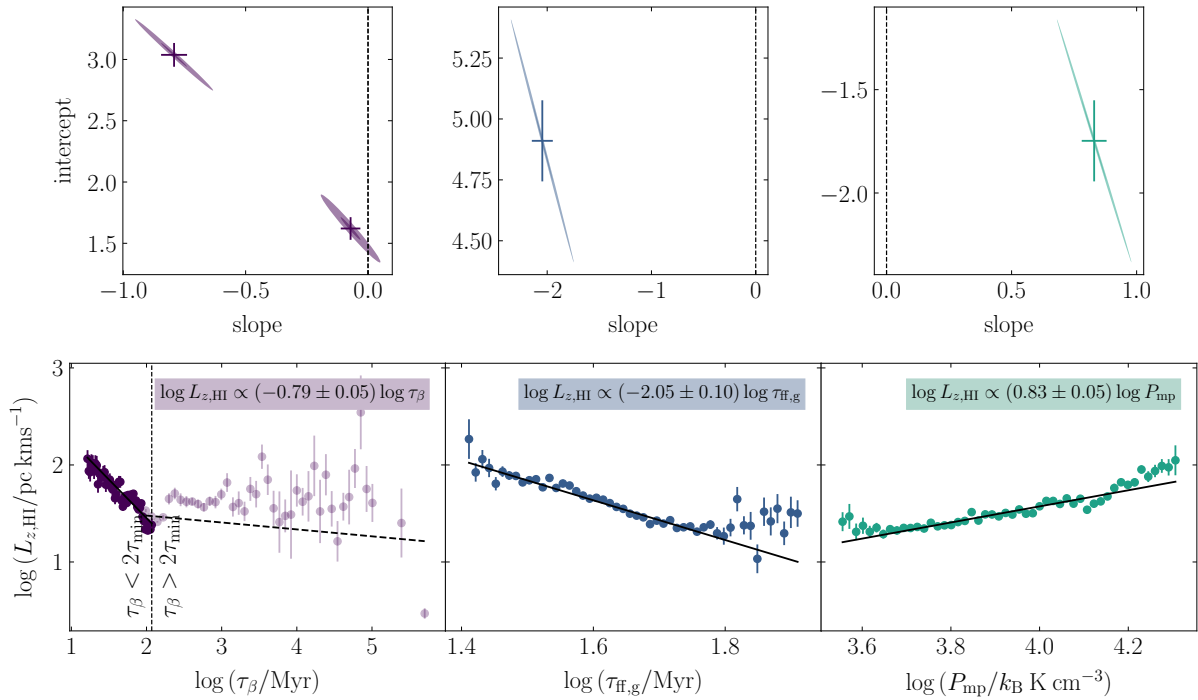 3.0
2.5
2.0
1.5
intercept
−1.0
−0.5
0.0
slope
5.25
5.00
4.75
4.50
−2
−1
0
slope
−1.5
−2.0
0.0
0.5
1.0
slope
3
2
1
log (L_{z,HI}/pc kms⁻¹)
log L_{z,HI} ∝ (−0.79 ± 0.05) log τ_β
τ_β < 2τ_min
τ_β > 2τ_min
1
2
3
4
5
log (τ_β/Myr)
log L_{z,HI} ∝ (−2.05 ± 0.10) log τ_{ff,g}
1.4
1.6
1.8
log (τ_{ff,g}/Myr)
log L_{z,HI} ∝ (0.83 ± 0.05) log P_mp
3.6
3.8
4.0
4.2
log (P_mp/k_B K cm⁻³)